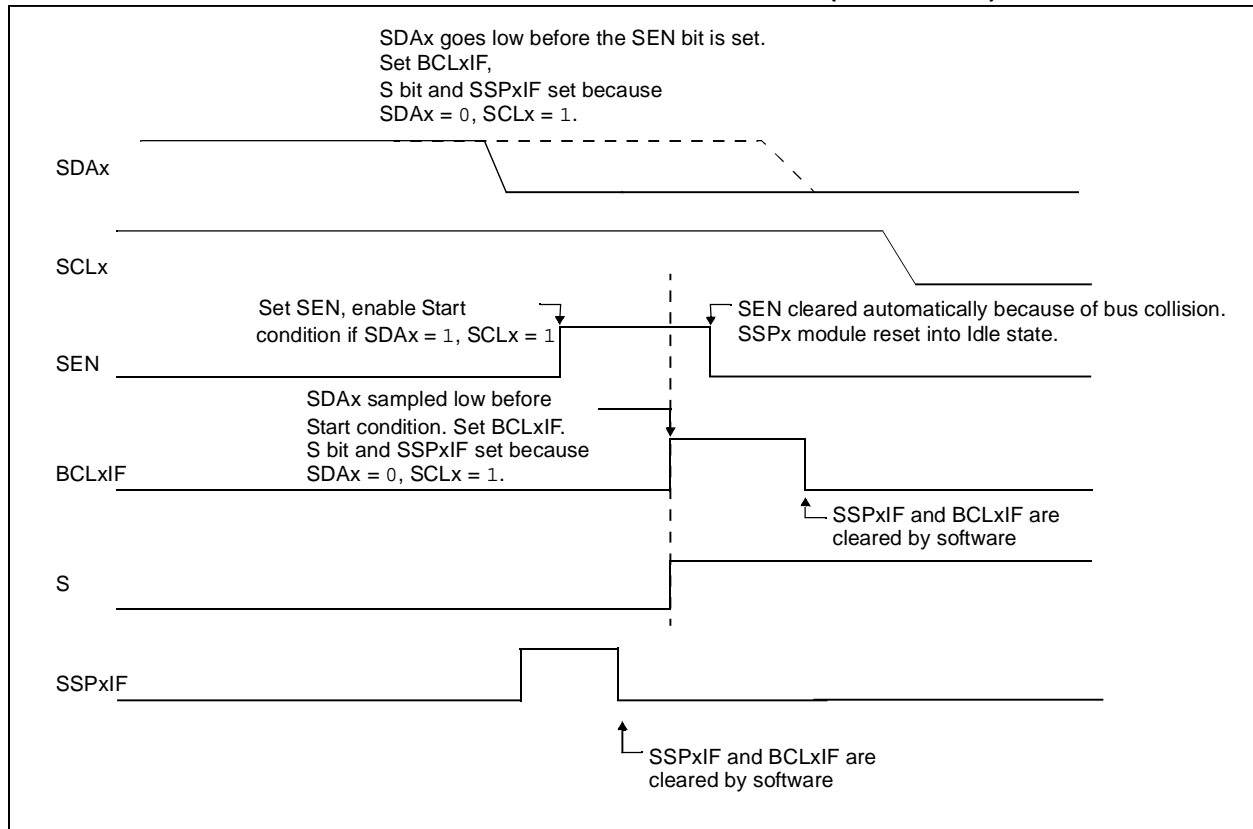 SDAx goes low before the SEN bit is set.
Set BCLxIF,
S bit and SSPxIF set because
SDAx = 0, SCLx = 1.
SDAx
SCLx
Set SEN, enable Start
condition if SDAx = 1, SCLx = 1
SEN cleared automatically because of bus collision.
SSPx module reset into Idle state.
SEN
SDAx sampled low before
Start condition. Set BCLxIF.
S bit and SSPxIF set because
SDAx = 0, SCLx = 1.
BCLxIF
SSPxIF and BCLxIF are
cleared by software
S
SSPxIF
SSPxIF and BCLxIF are
cleared by software